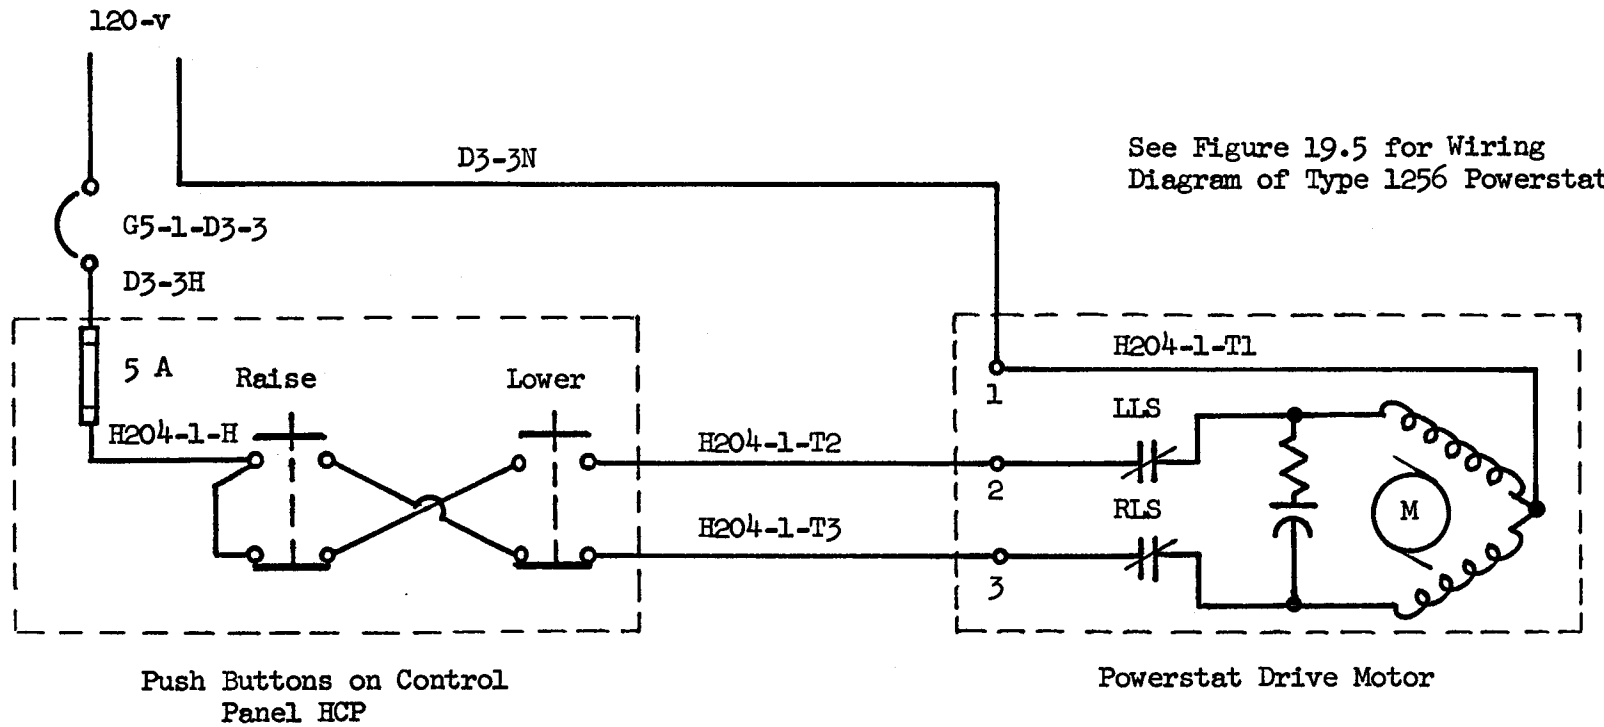 120-v
D3-3N
See Figure 19.5 for Wiring
Diagram of Type 1256 Powerstat
G5-1-D3-3
D3-3H
5 A
Raise
Lower
H204-1-H
H204-1-T2
H204-1-T3
H204-1-T1
1
LLS
2
RLS
M
3
Push Buttons on Control
Panel HCP
Powerstat Drive Motor